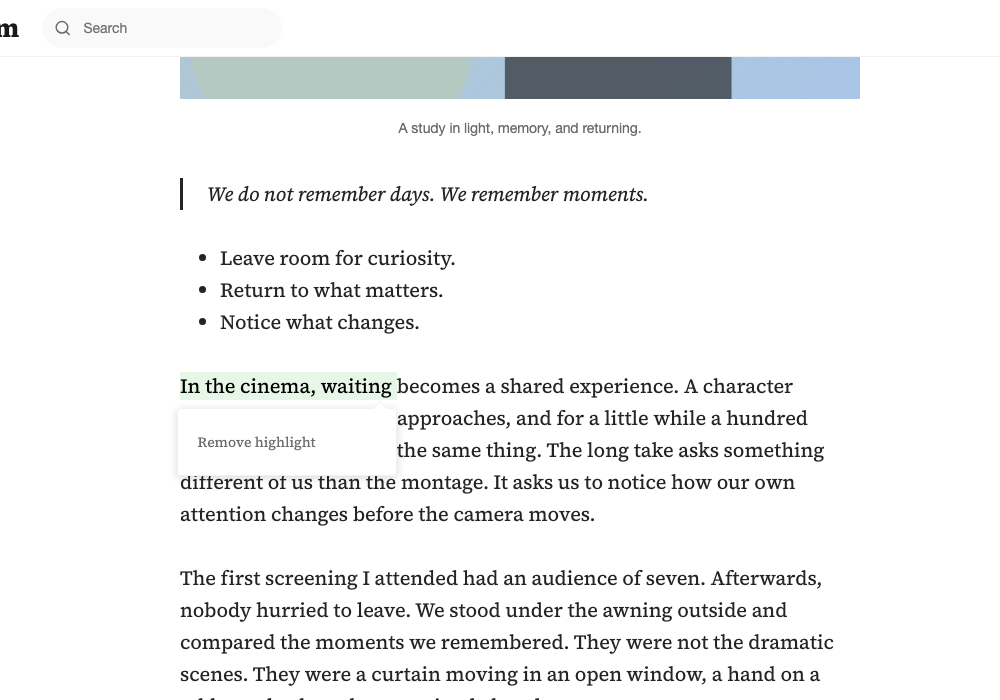 m
Search
A study in light, memory, and returning.
We do not remember days. We remember moments.
Leave room for curiosity.
Return to what matters.
Notice what changes.
In the cinema, waiting becomes a shared experience. A character
approaches, and for a little while a hundred
Remove highlight
the same thing. The long take asks something
different of us than the montage. It asks us to notice how our own
attention changes before the camera moves.
The first screening I attended had an audience of seven. Afterwards,
nobody hurried to leave. We stood under the awning outside and
compared the moments we remembered. They were not the dramatic
scenes. They were a curtain moving in an open window, a hand on a